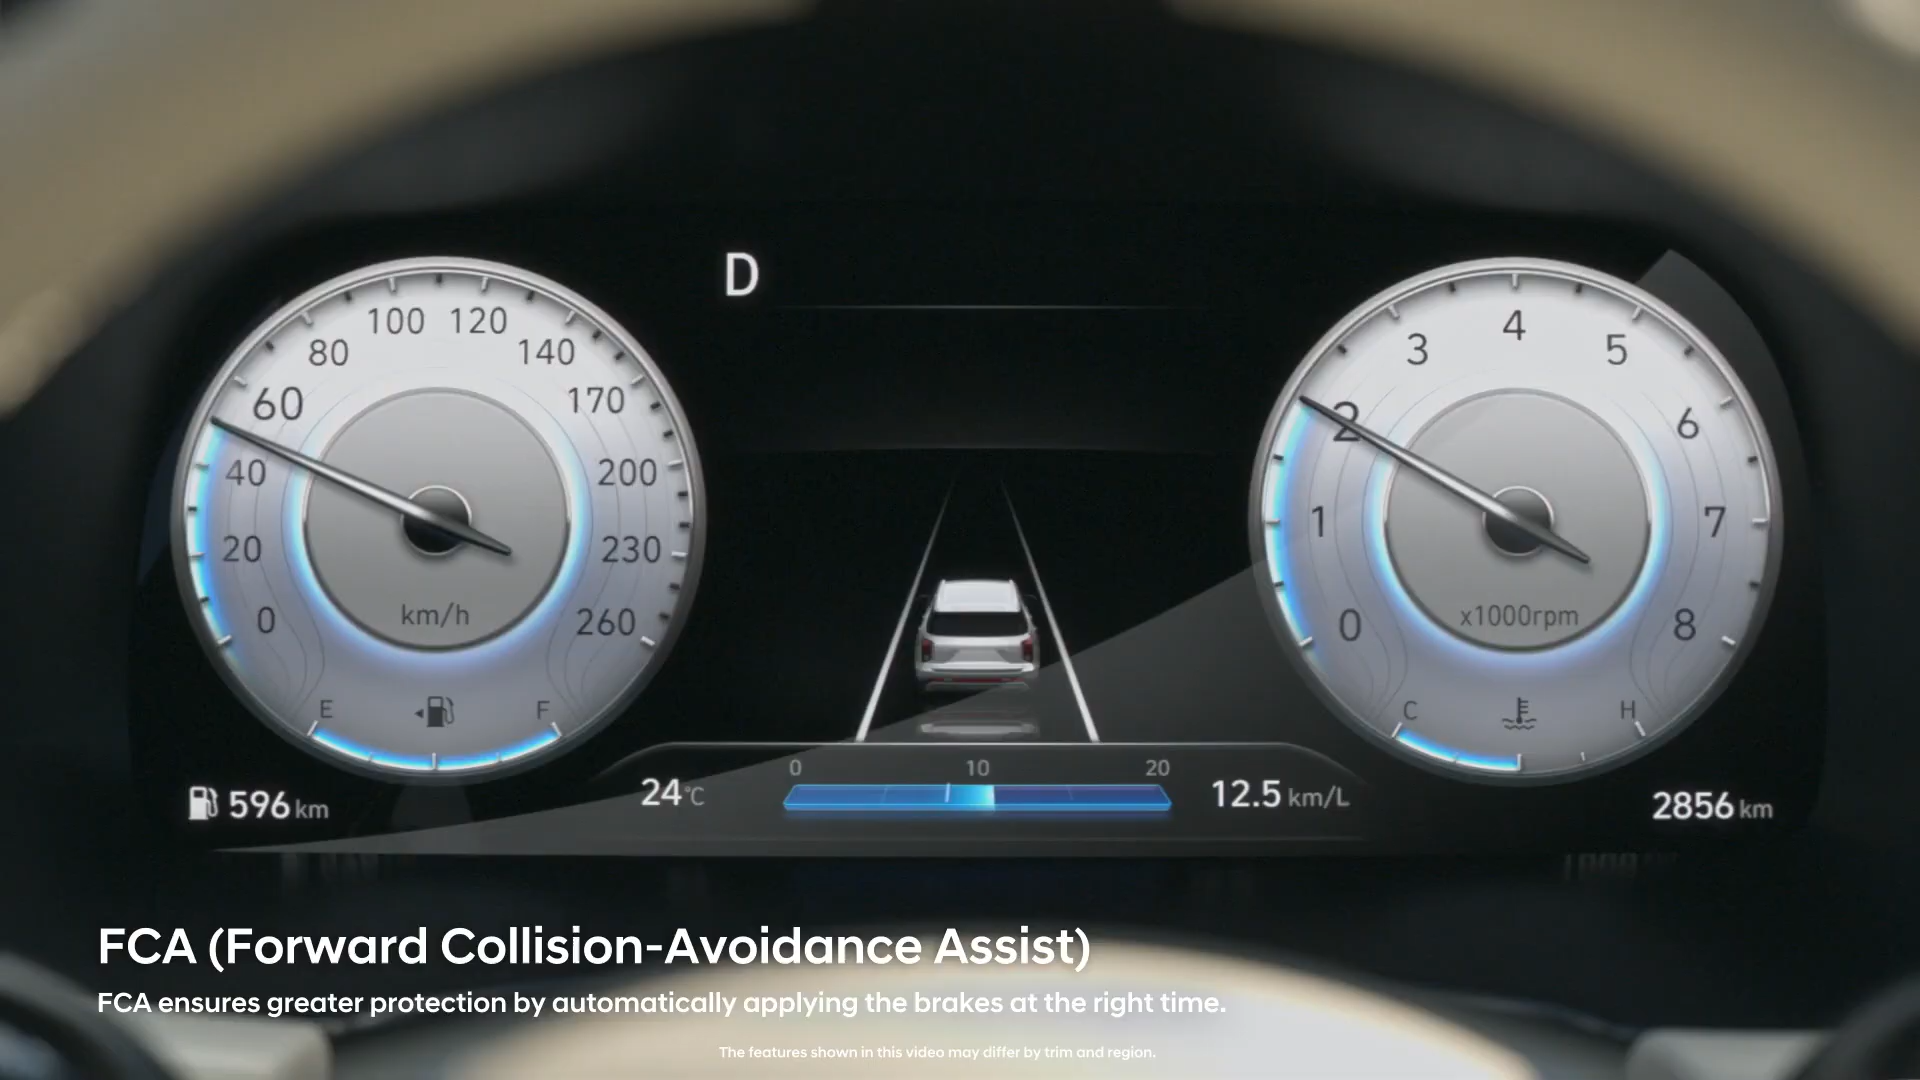 D
100 120
80 140
60 170
40 200
20 230
0 260
km/h
E F
596 km
4
3 5
2 6
1 7
0 8
x1000rpm
C H
0 10 20
24°C
12.5 km/L
2856 km
FCA (Forward Collision-Avoidance Assist)
FCA ensures greater protection by automatically applying the brakes at the right time.
The features shown in this video may differ by trim and region.